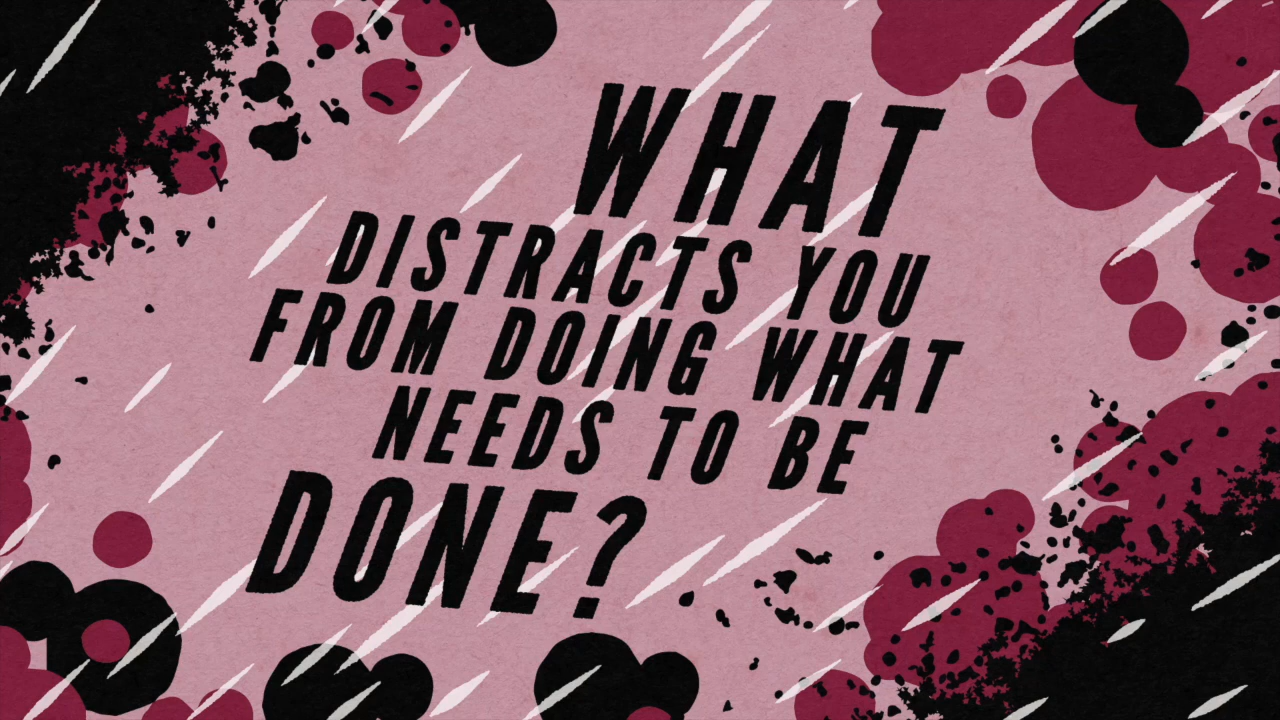 WHAT
DISTRACTS YOU
FROM DOING WHAT
NEEDS TO BE
DONE?